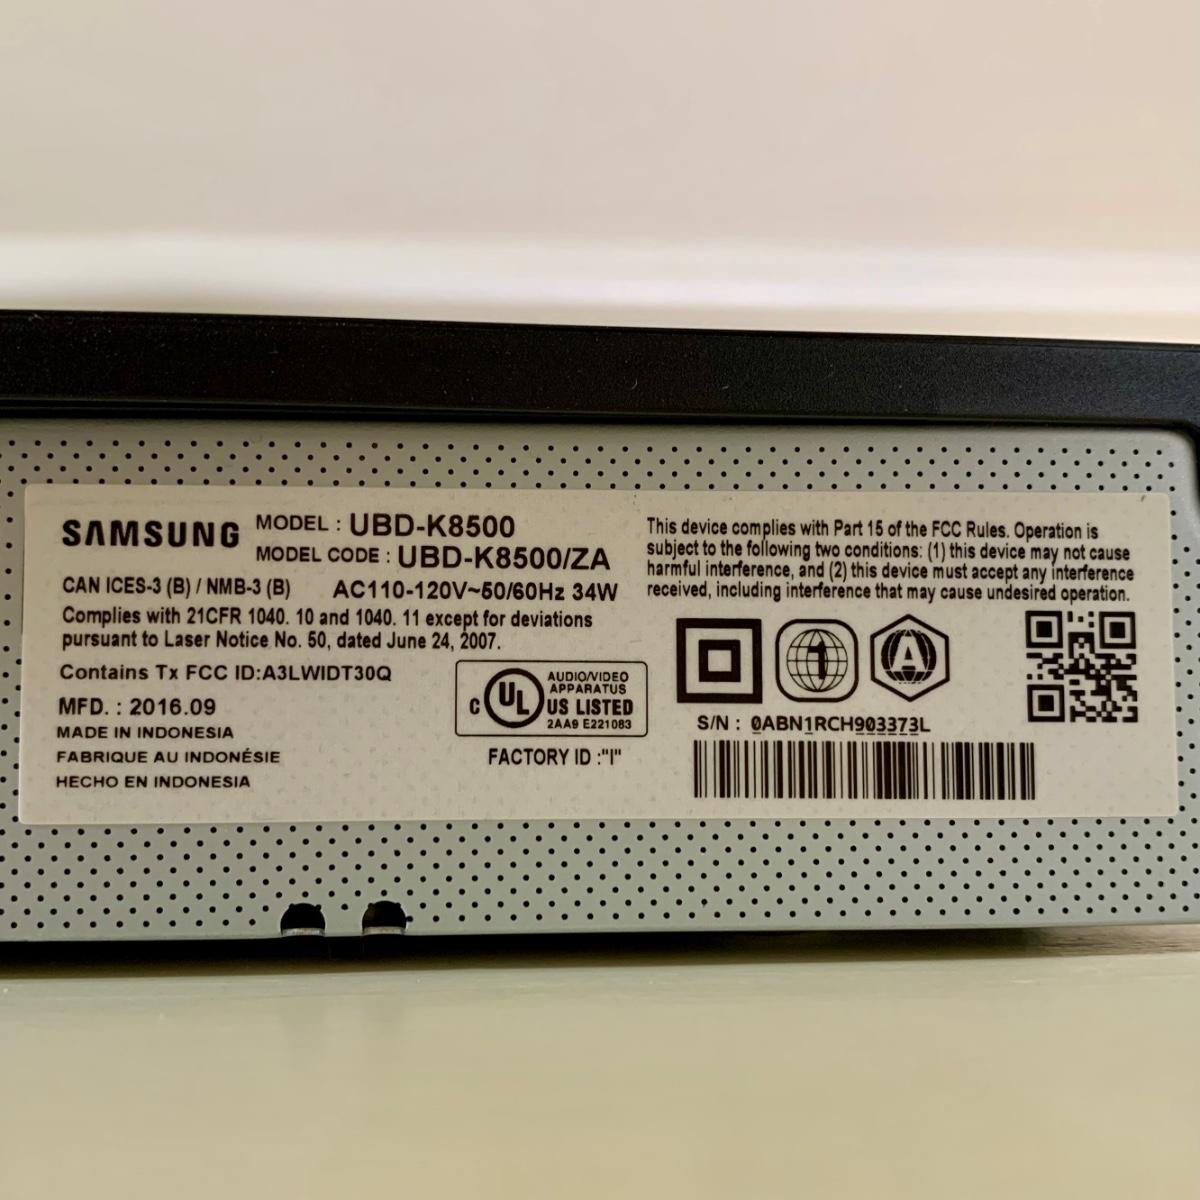 SAMSUNG
MODEL : UBD-K8500
MODEL CODE : UBD-K8500/ZA
CAN ICES-3 (B) / NMB-3 (B)
AC110-120V~50/60Hz 34W
Complies with 21CFR 1040. 10 and 1040. 11 except for deviations
pursuant to Laser Notice No. 50, dated June 24, 2007.
Contains Tx FCC ID:A3LWIDT30Q
MFD. : 2016.09
MADE IN INDONESIA
FABRIQUE AU INDONÉSIE
HECHO EN INDONESIA
C UL US LISTED
AUDIO/VIDEO
APPARATUS
2AA9 E221083
FACTORY ID :"I"
This device complies with Part 15 of the FCC Rules. Operation is
subject to the following two conditions: (1) this device may not cause
harmful interference, and (2) this device must accept any interference
received, including interference that may cause undesired operation.
1
A
S/N : 0ABN1RCH903373L